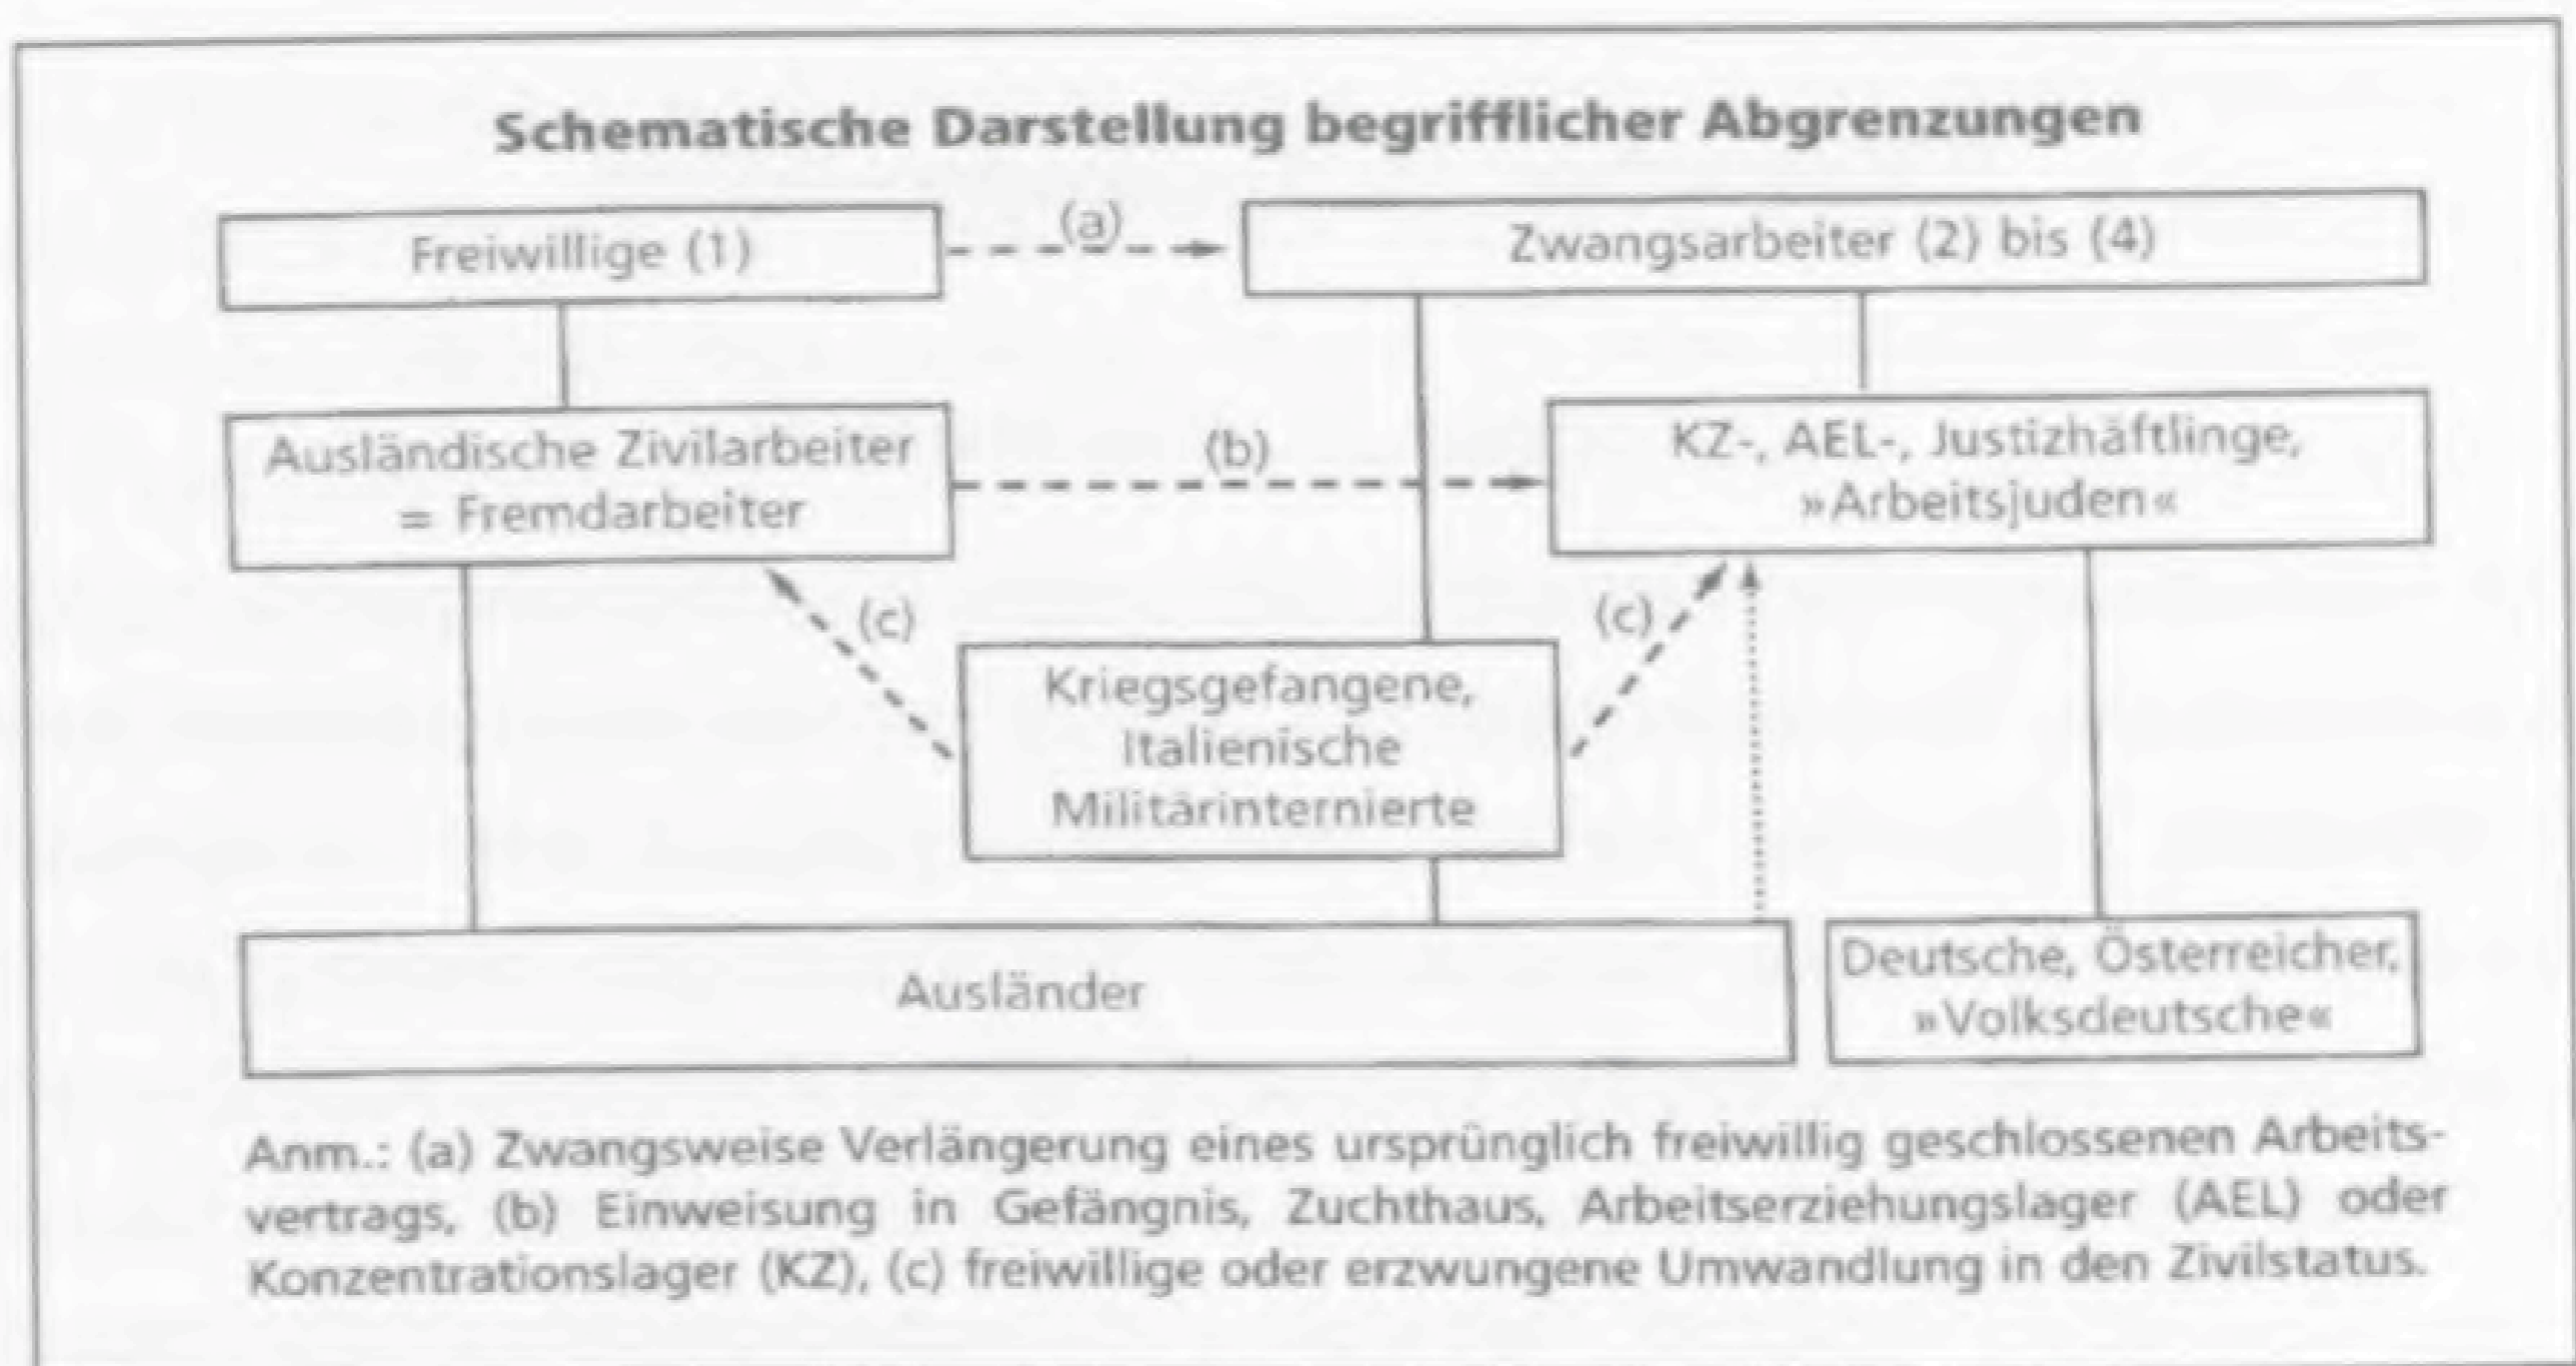 Schematische Darstellung begrifflicher Abgrenzungen
Freiwillige (1)
(a)
Zwangsarbeiter (2) bis (4)
Ausländische Zivilarbeiter
= Fremdarbeiter
(b)
KZ-, AEL-, Justizhäftlinge,
»Arbeitsjuden«
(c)
(c)
Kriegsgefangene,
Italienische
Militärinternierte
Ausländer
Deutsche, Österreicher,
»Volksdeutsche«
Anm.: (a) Zwangsweise Verlängerung eines ursprünglich freiwillig geschlossenen Arbeits-
vertrags, (b) Einweisung in Gefängnis, Zuchthaus, Arbeitserziehungslager (AEL) oder
Konzentrationslager (KZ), (c) freiwillige oder erzwungene Umwandlung in den Zivilstatus.